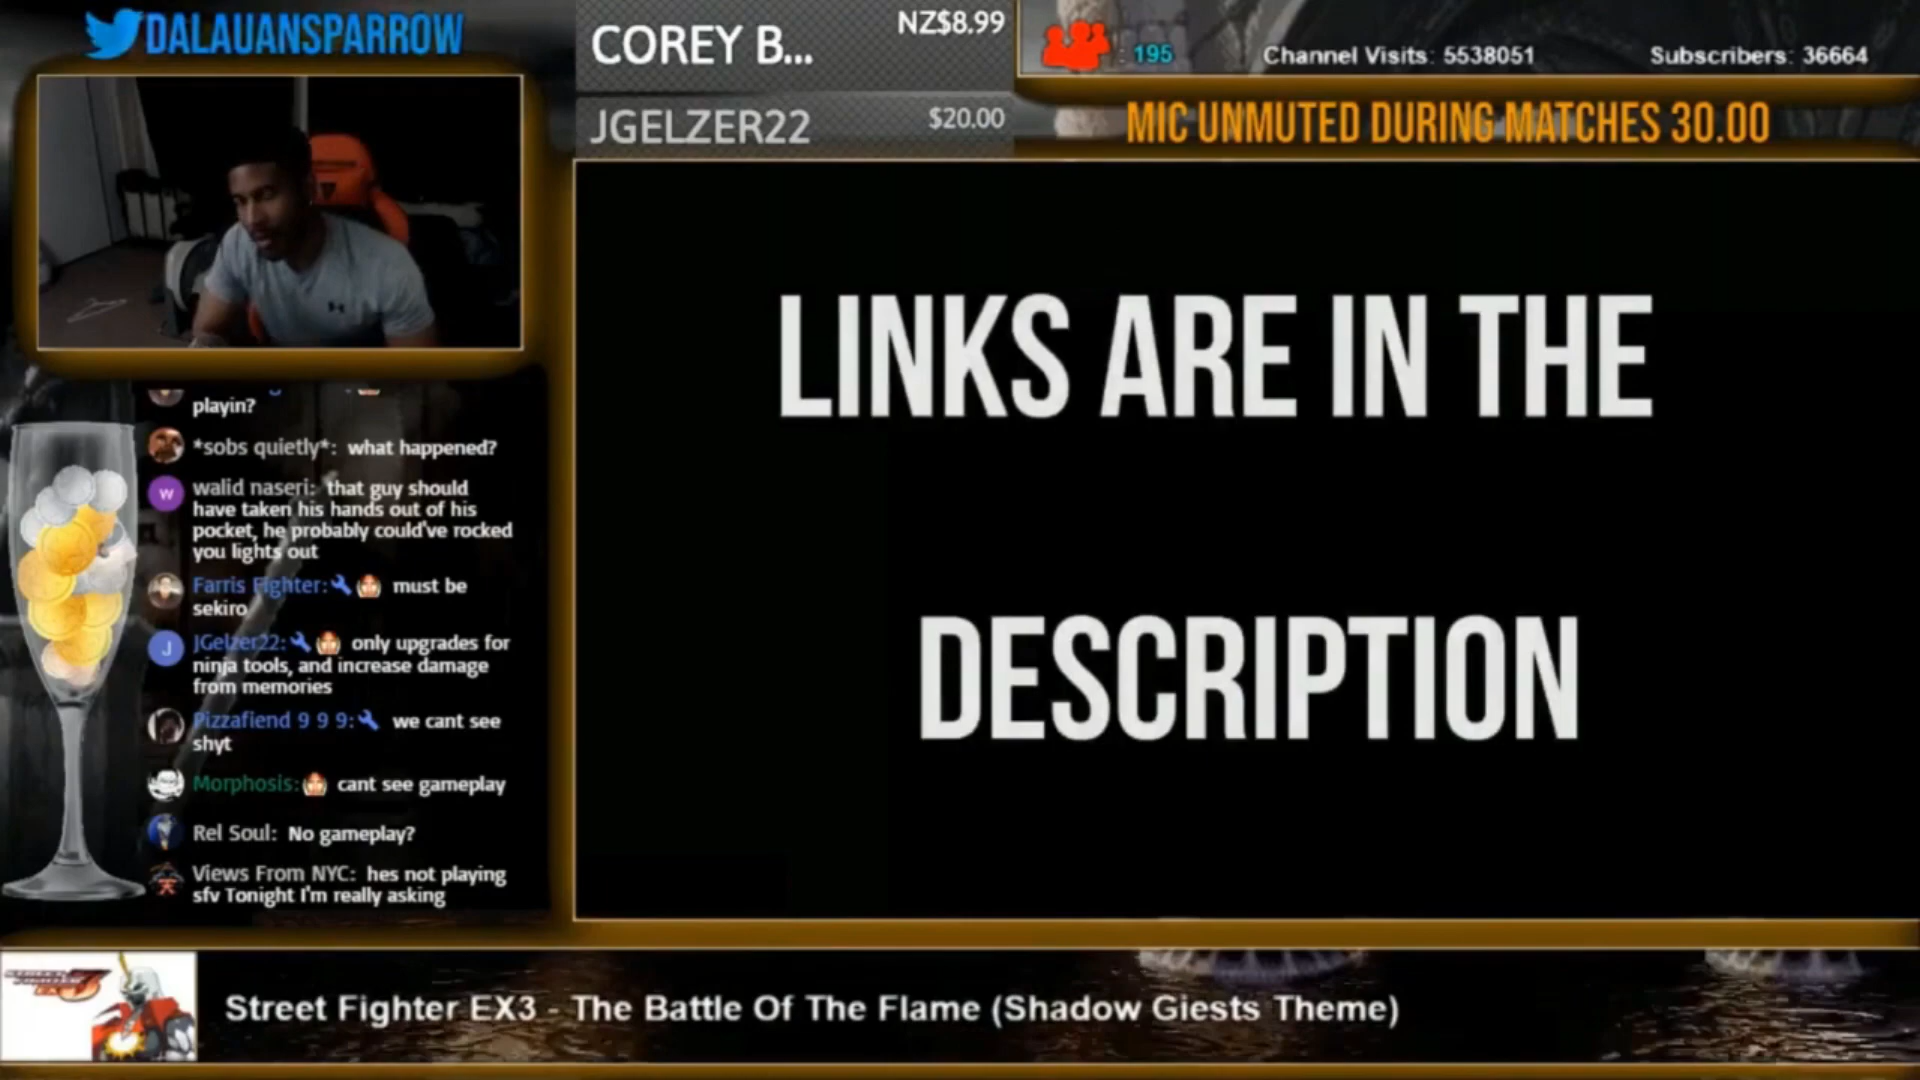 DALAUANSPARROW
COREY B...
NZ$8.99
JGELZER22
$20.00
: 195
Channel Visits: 5538051
Subscribers: 36664
MIC UNMUTED DURING MATCHES 30.00
playin?
*sobs quietly*: what happened?
W
walid naseri: that guy should
have taken his hands out of his
pocket, he probably could've rocked
you lights out
Farris Fighter: must be
sekiro
J
JGelzer22: only upgrades for
ninja tools, and increase damage
from memories
Pizzafiend 9 9 9: we cant see
shyt
Morphosis: cant see gameplay
Rel Soul: No gameplay?
Views From NYC: hes not playing
sfv Tonight I'm really asking
LINKS ARE IN THE
DESCRIPTION
Street Fighter EX3 - The Battle Of The Flame (Shadow Giests Theme)